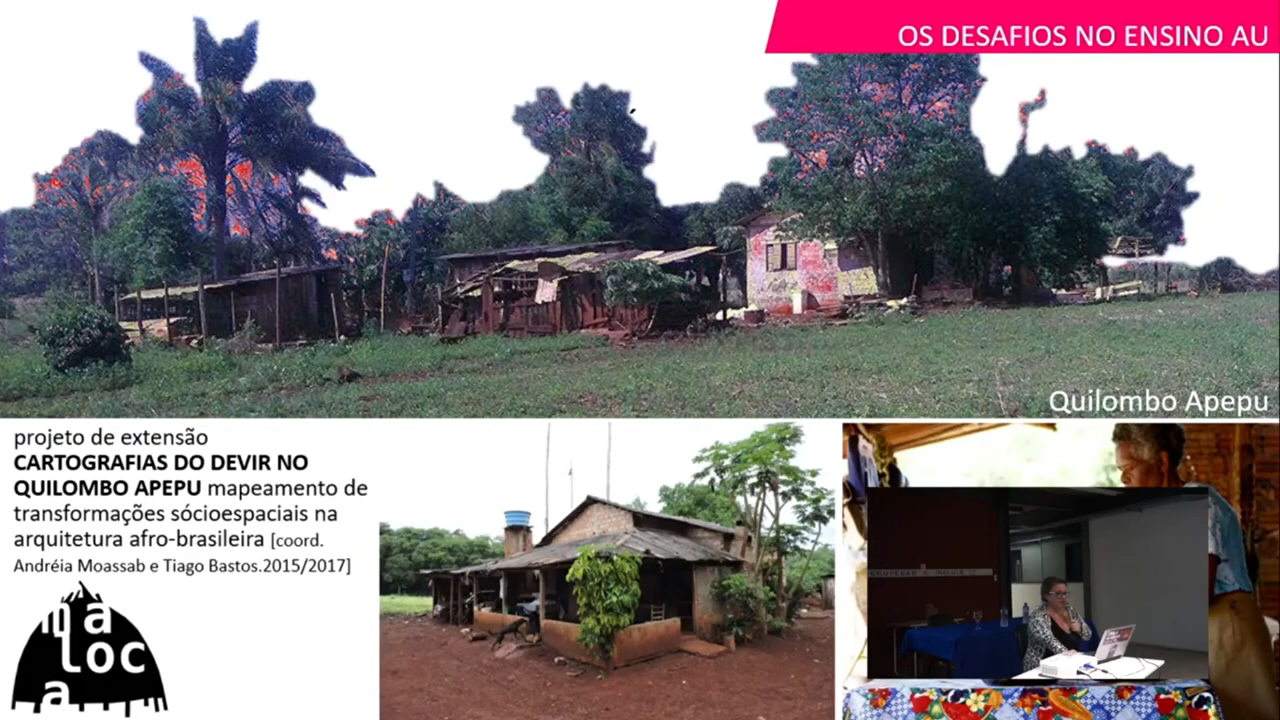 OS DESAFIOS NO ENSINO AU
Quilombo Apepu
projeto de extensão
CARTOGRAFIAS DO DEVIR NO
QUILOMBO APEPU mapeamento de
transformações sócioespaciais na
arquitetura afro-brasileira [coord.
Andréia Moassab e Tiago Bastos.2015/2017]
ma
loc
a